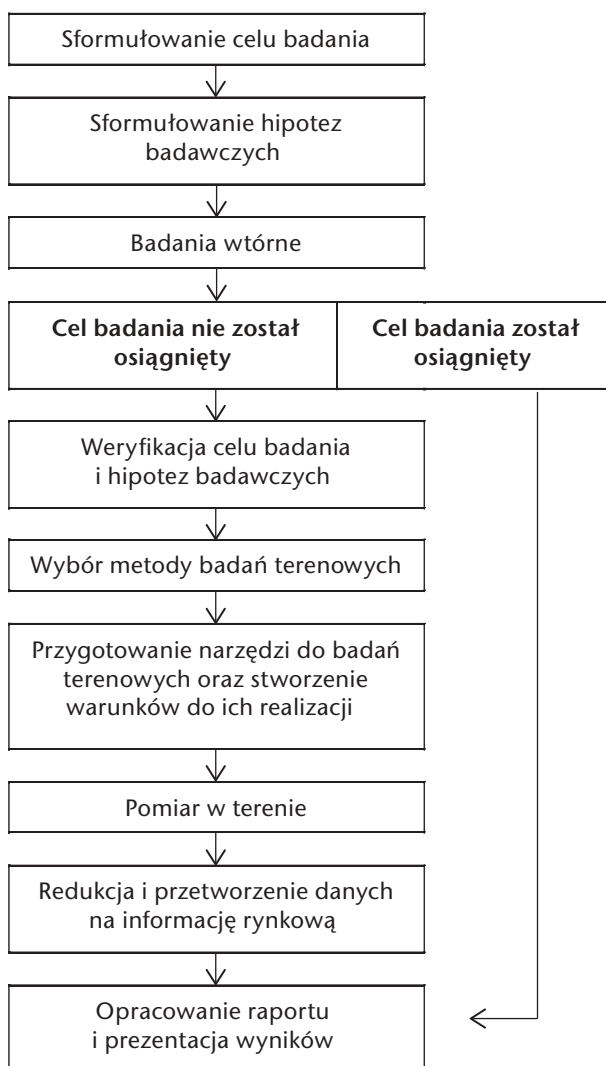 Sformułowanie celu badania
Sformułowanie hipotez
badawczych
Badania wtórne
Cel badania nie został
osiągnięty
Cel badania został
osiągnięty
Weryfikacja celu badania
i hipotez badawczych
Wybór metody badań terenowych
Przygotowanie narzędzi do badań
terenowych oraz stworzenie
warunków do ich realizacji
Pomiar w terenie
Redukcja i przetworzenie danych
na informację rynkową
Opracowanie raportu
i prezentacja wyników